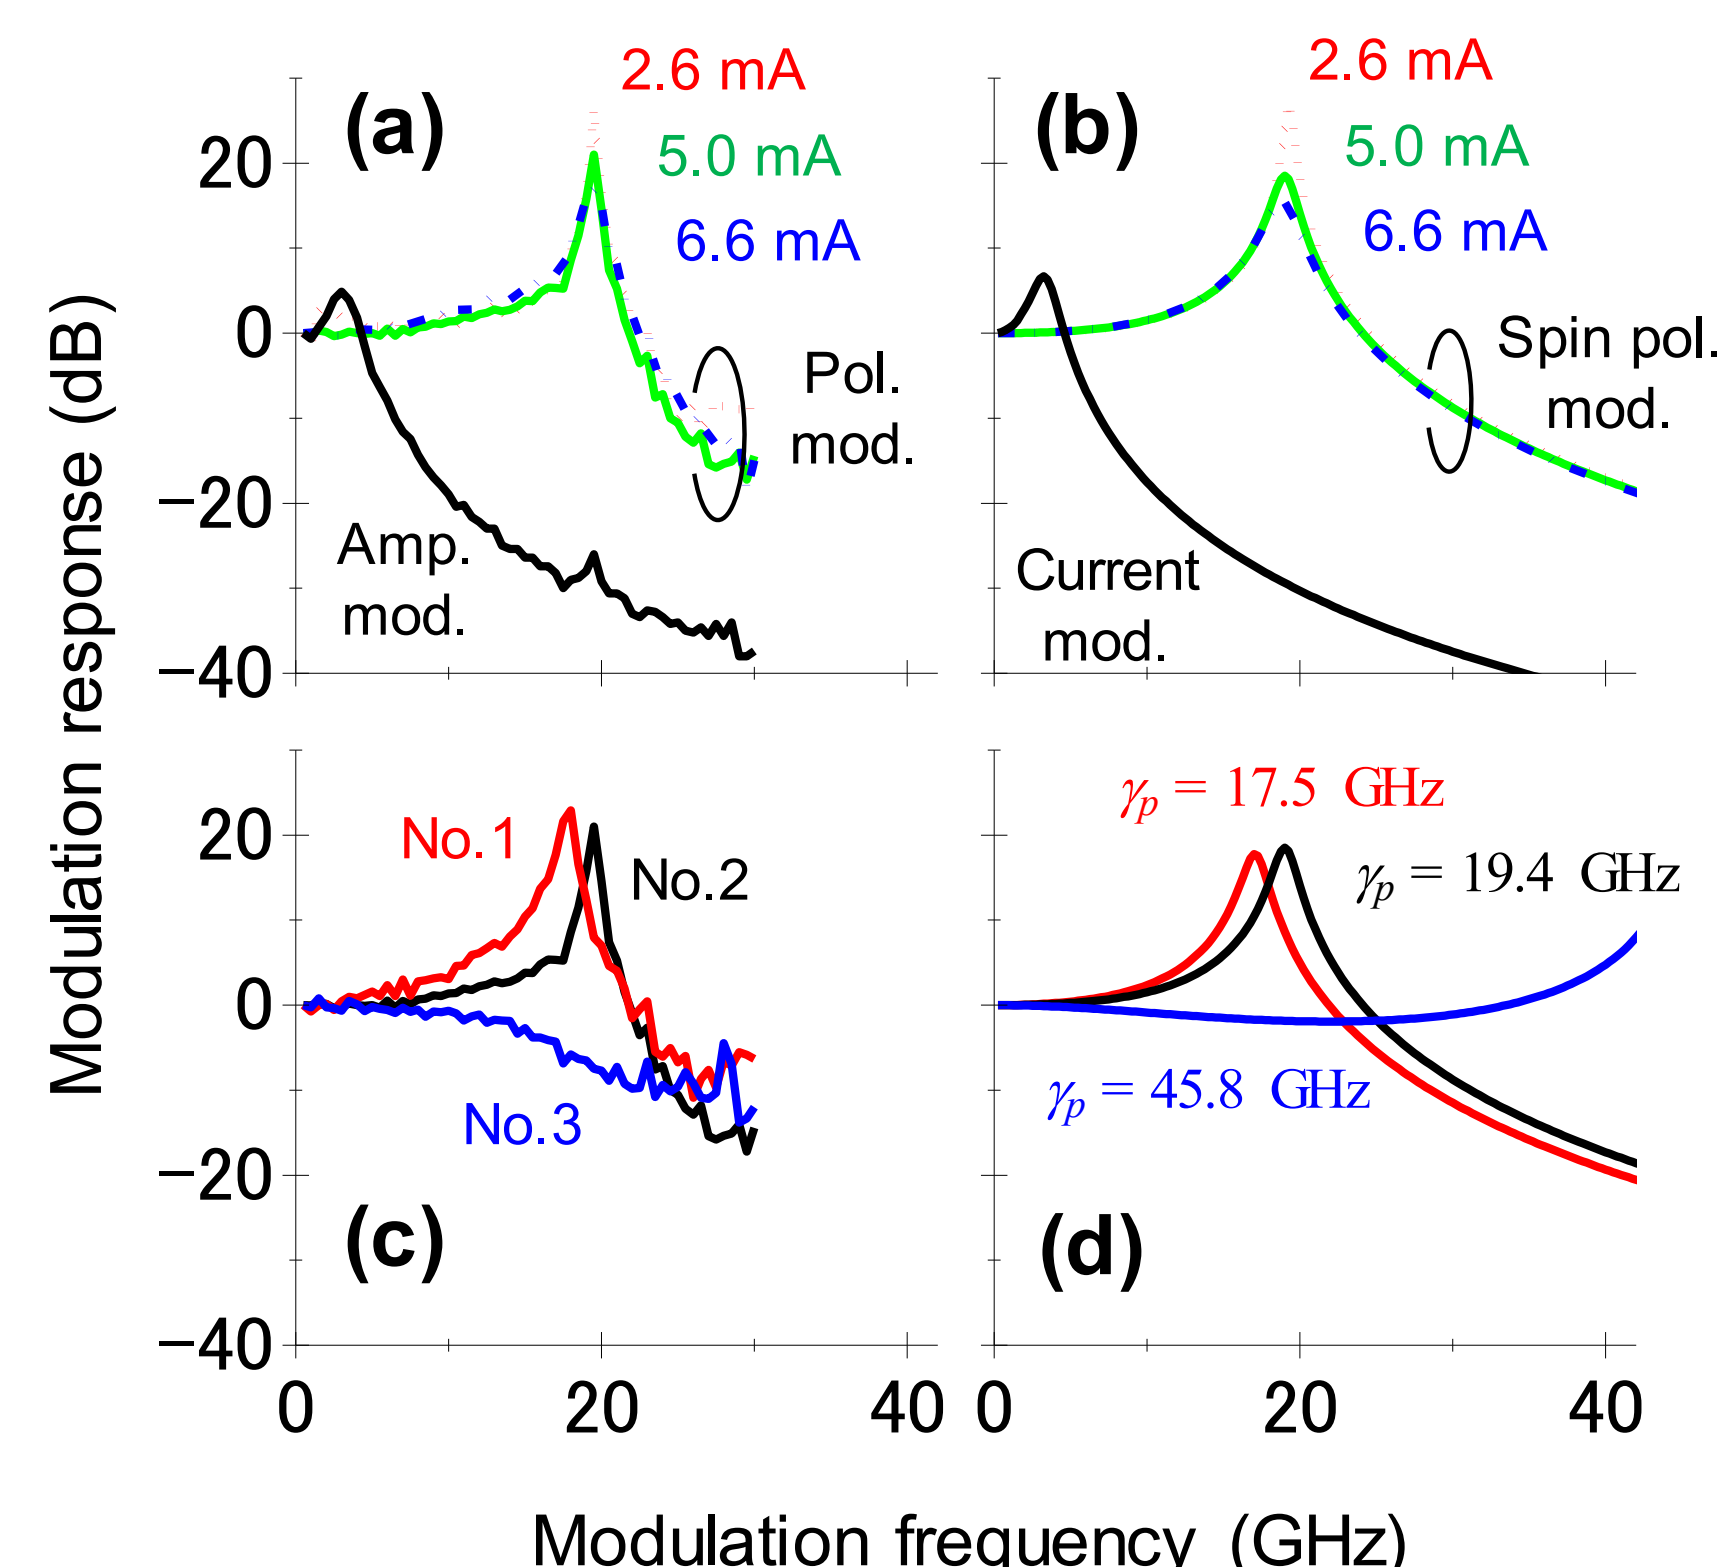 Modulation response (dB)
(a)
2.6 mA
5.0 mA
6.6 mA
Pol.
mod.
Amp.
mod.
20
0
−20
−40
(b)
2.6 mA
5.0 mA
6.6 mA
Spin pol.
mod.
Current
mod.
(c)
No.1
No.2
No.3
20
0
−20
−40
0 20 40
(d)
γp = 17.5 GHz
γp = 19.4 GHz
γp = 45.8 GHz
0 20 40
Modulation frequency (GHz)